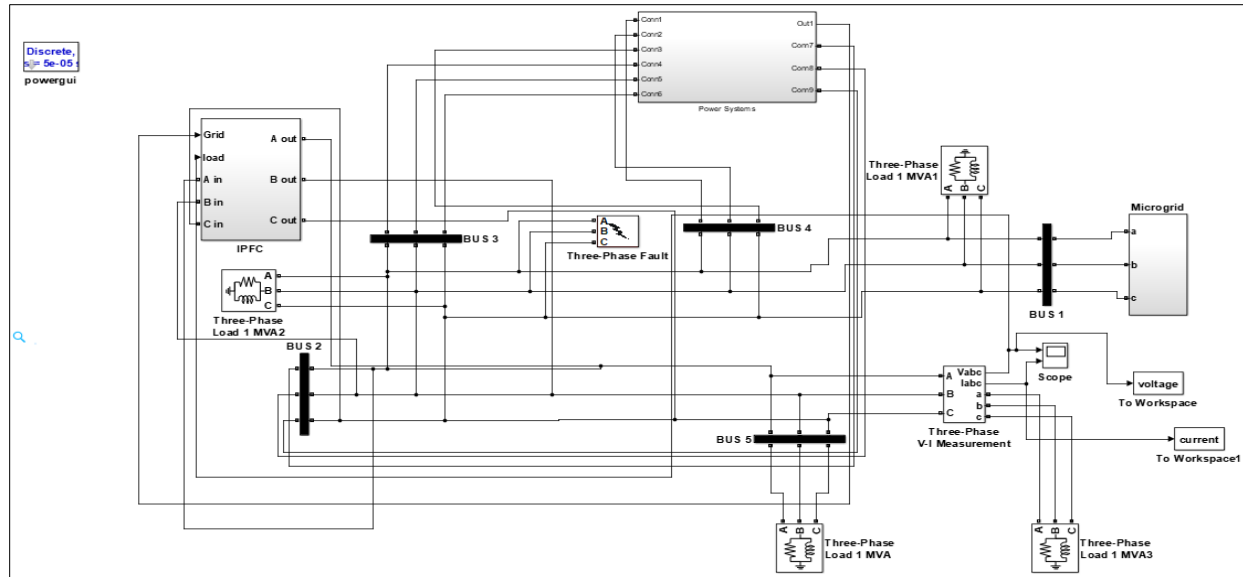 Discrete,
s = 5e-05 s
powergui
Conn1
Conn2
Conn3
Conn4
Conn5
Conn6
Out1
Conn7
Conn8
Conn9
Power Systems
Grid
load
A in
B in
C in
A out
B out
C out
IPFC
BUS 3
A
B
C
Three-Phase Fault
BUS 4
Three-Phase
Load 1 MVA1
A
B
C
Microgrid
a
b
c
BUS 1
A
B
C
Three-Phase
Load 1 MVA2
BUS 2
A
B
C
Vabc
Iabc
a
b
c
Three-Phase
V-I Measurement
Scope
voltage
To Workspace
current
To Workspace1
BUS 5
A
B
C
Three-Phase
Load 1 MVA
A
B
C
Three-Phase
Load 1 MVA3